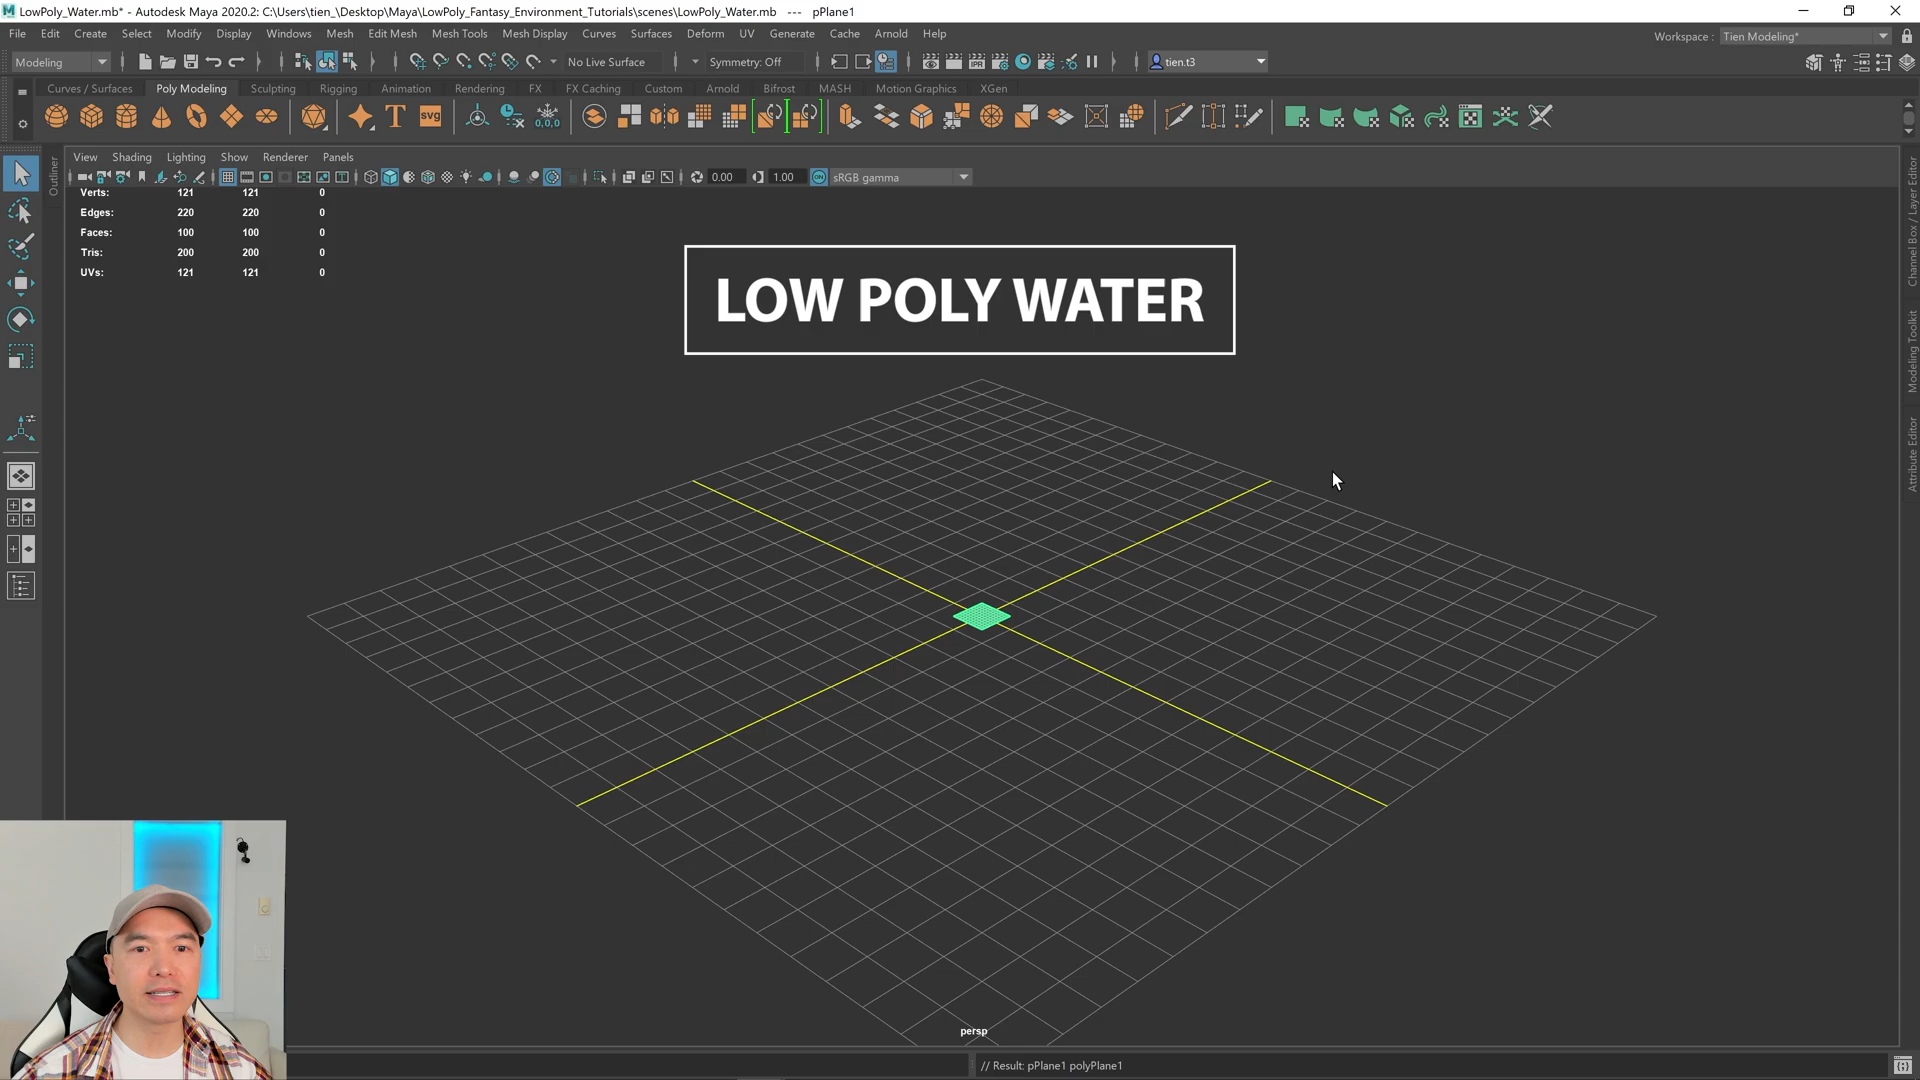 LowPoly_Water.mb* - Autodesk Maya 2020.2: C:\Users\tien_\Desktop\Maya\LowPoly_Fantasy_Environment_Tutorials\scenes\LowPoly_Water.mb --- pPlane1
File Edit Create Select Modify Display Windows Mesh Edit Mesh Mesh Tools Mesh Display Curves Surfaces Deform UV Generate Cache Arnold Help
Workspace : Tien Modeling*
Modeling No Live Surface Symmetry: Off tien.t3
Curves / Surfaces Poly Modeling Sculpting Rigging Animation Rendering FX FX Caching Custom Arnold Bifrost MASH Motion Graphics XGen
T svg 0,0,0
View Shading Lighting Show Renderer Panels
0.00 1.00 ON sRGB gamma
Outliner
Verts: 121 121 0
Edges: 220 220 0
Faces: 100 100 0
Tris: 200 200 0
UVs: 121 121 0
LOW POLY WATER
Channel Box / Layer Editor
Modeling Toolkit
Attribute Editor
persp
// Result: pPlane1 polyPlane1